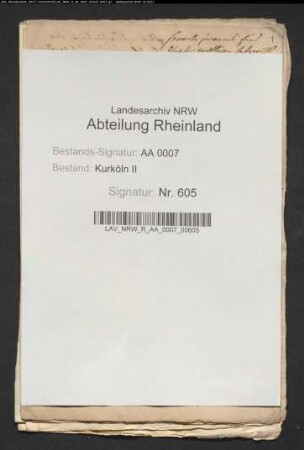 Landesarchiv NRW
Abteilung Rheinland
Bestands-Signatur: AA 0007
Bestand: Kurköln II
Signatur: Nr. 605
LAV_NRW_R_AA_0007_00605